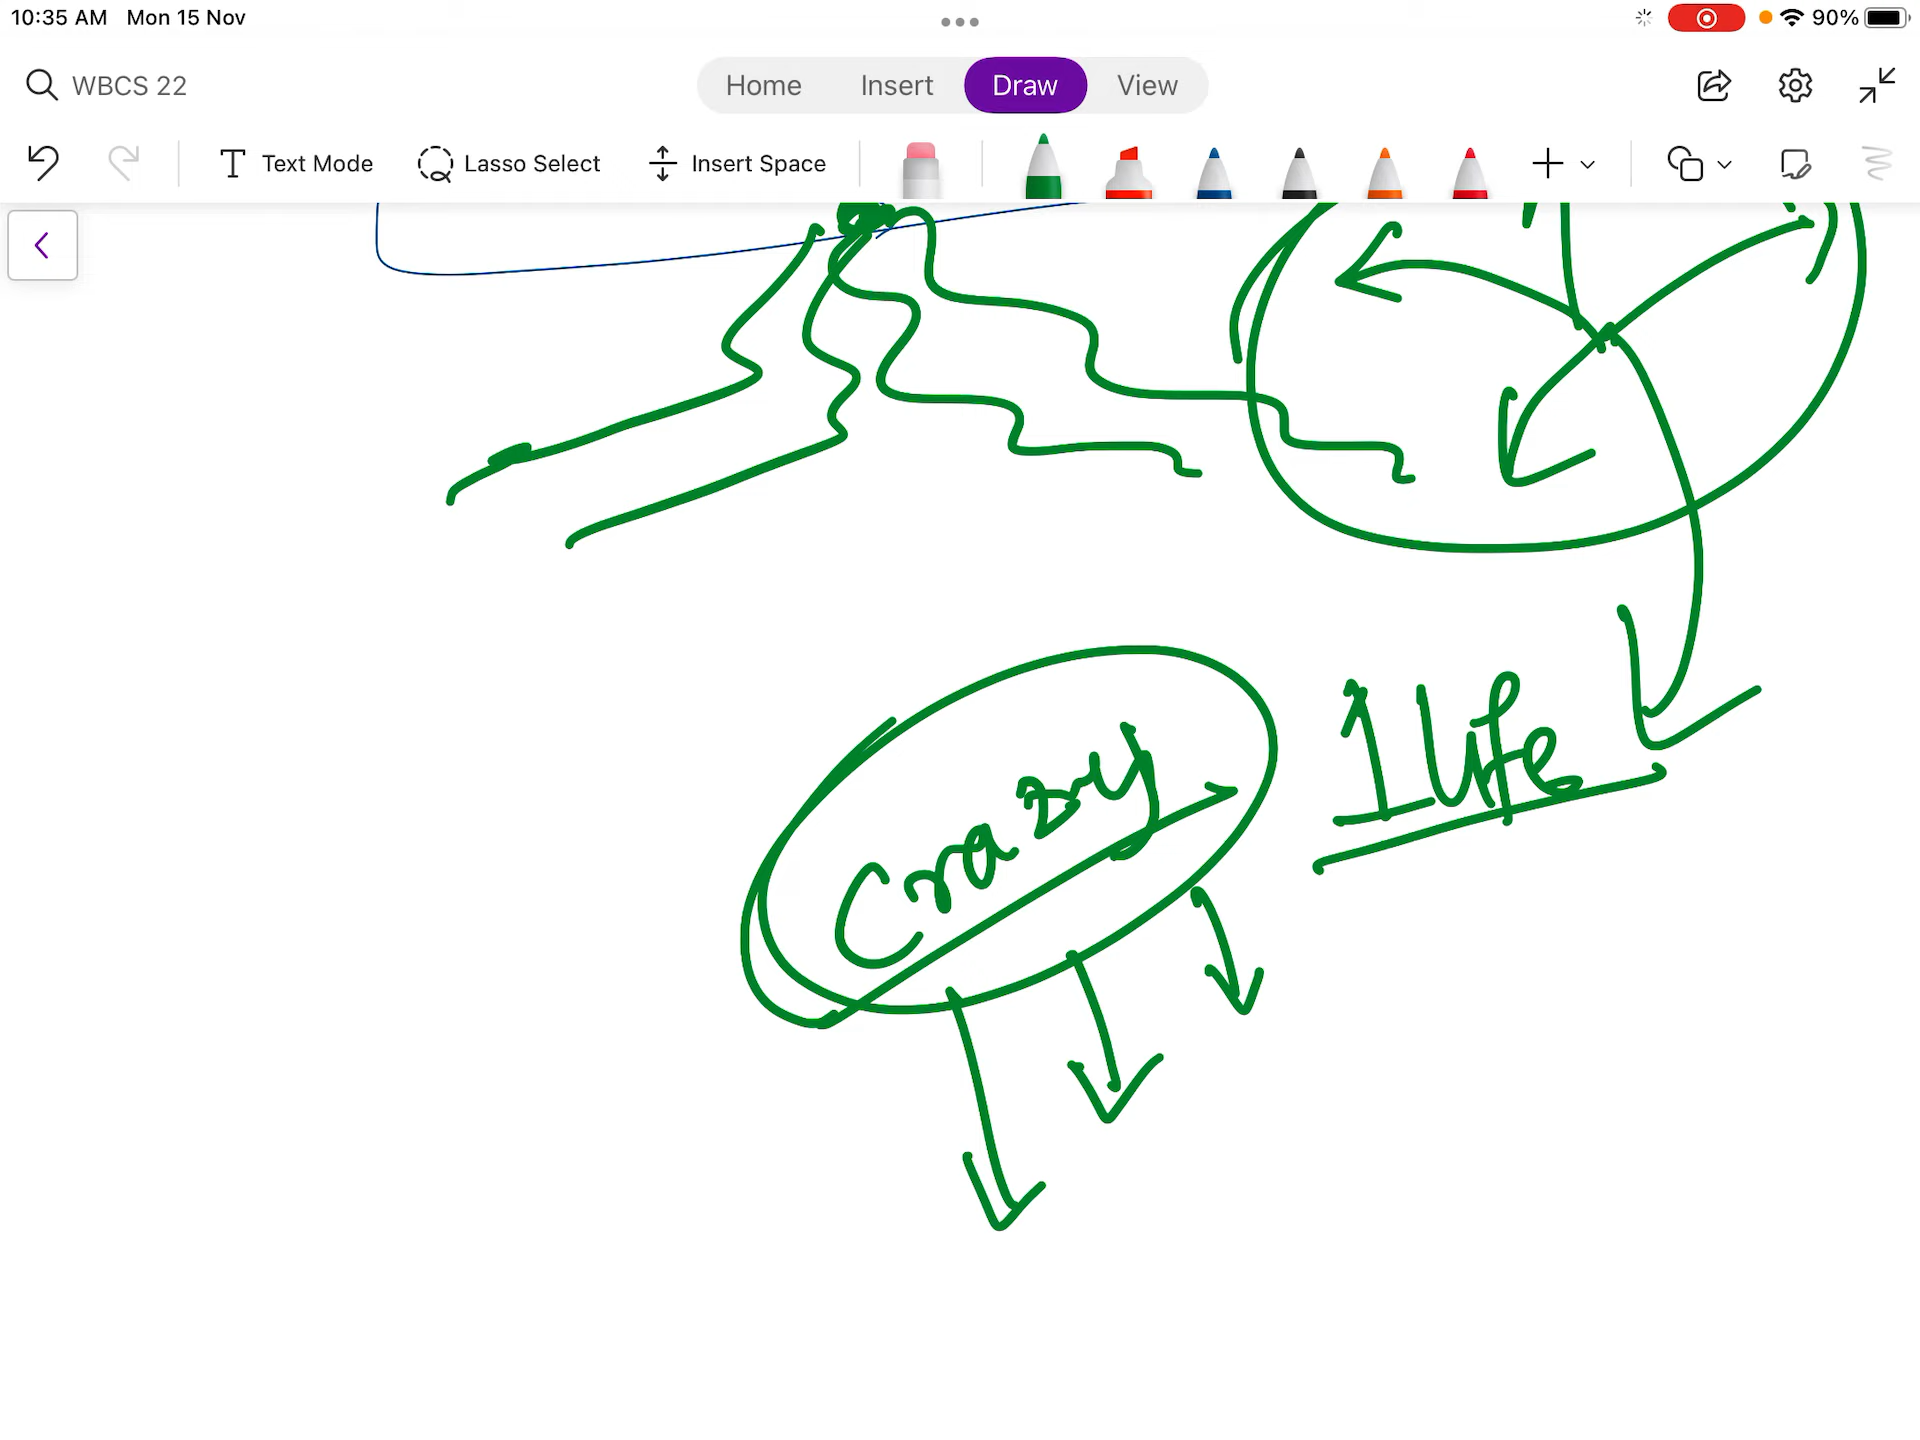 10:35 AM Mon 15 Nov 90%
WBCS 22 Home Insert Draw View
Text Mode Lasso Select Insert Space
1 life
Crazy